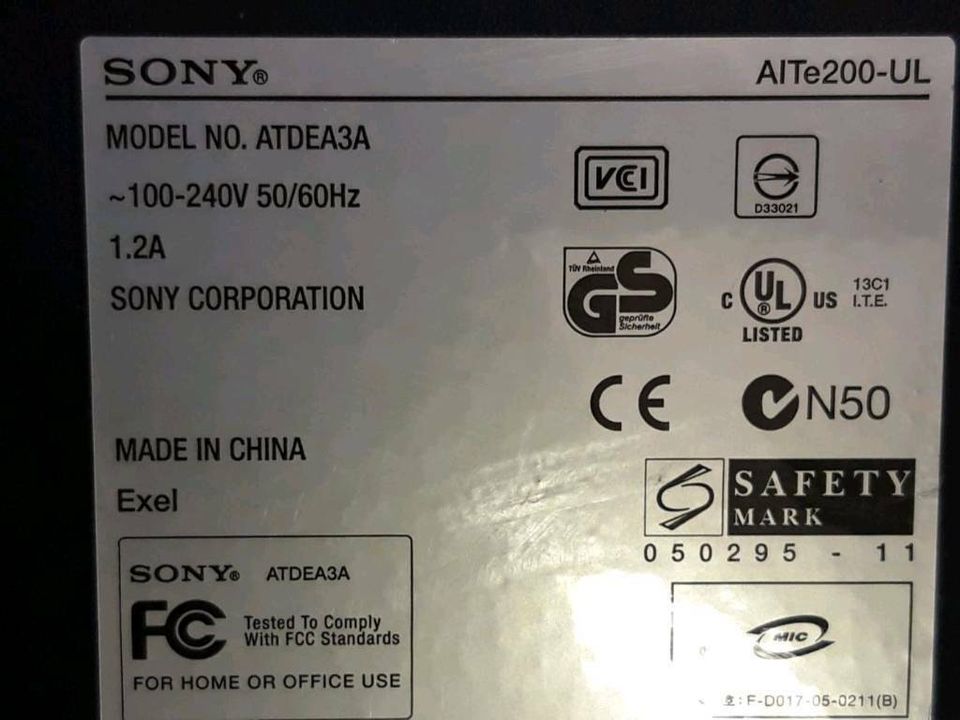 SONY®
AITe200-UL
MODEL NO. ATDEA3A
~100-240V 50/60Hz
1.2A
SONY CORPORATION
VCI
D33021
TÜV Rheinland
GS
geprüfte
Sicherheit
C UL US
®
LISTED
13C1
I.T.E.
CE
N50
MADE IN CHINA
Exel
SAFETY
MARK
050295-11
SONY® ATDEA3A
FC
Tested To Comply
With FCC Standards
FOR HOME OR OFFICE USE
MIC
호:F-D017-05-0211(B)